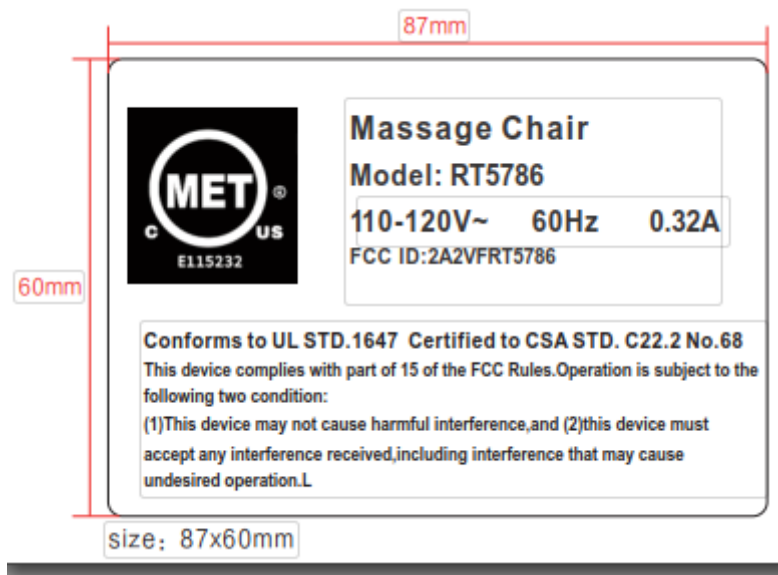 87mm
MET ®
C US
E115232
Massage Chair
Model: RT5786
110-120V~ 60Hz 0.32A
FCC ID:2A2VFRT5786
60mm
Conforms to UL STD.1647 Certified to CSA STD. C22.2 No.68
This device complies with part of 15 of the FCC Rules.Operation is subject to the
following two condition:
(1)This device may not cause harmful interference,and (2)this device must
accept any interference received,including interference that may cause
undesired operation.L
size: 87x60mm